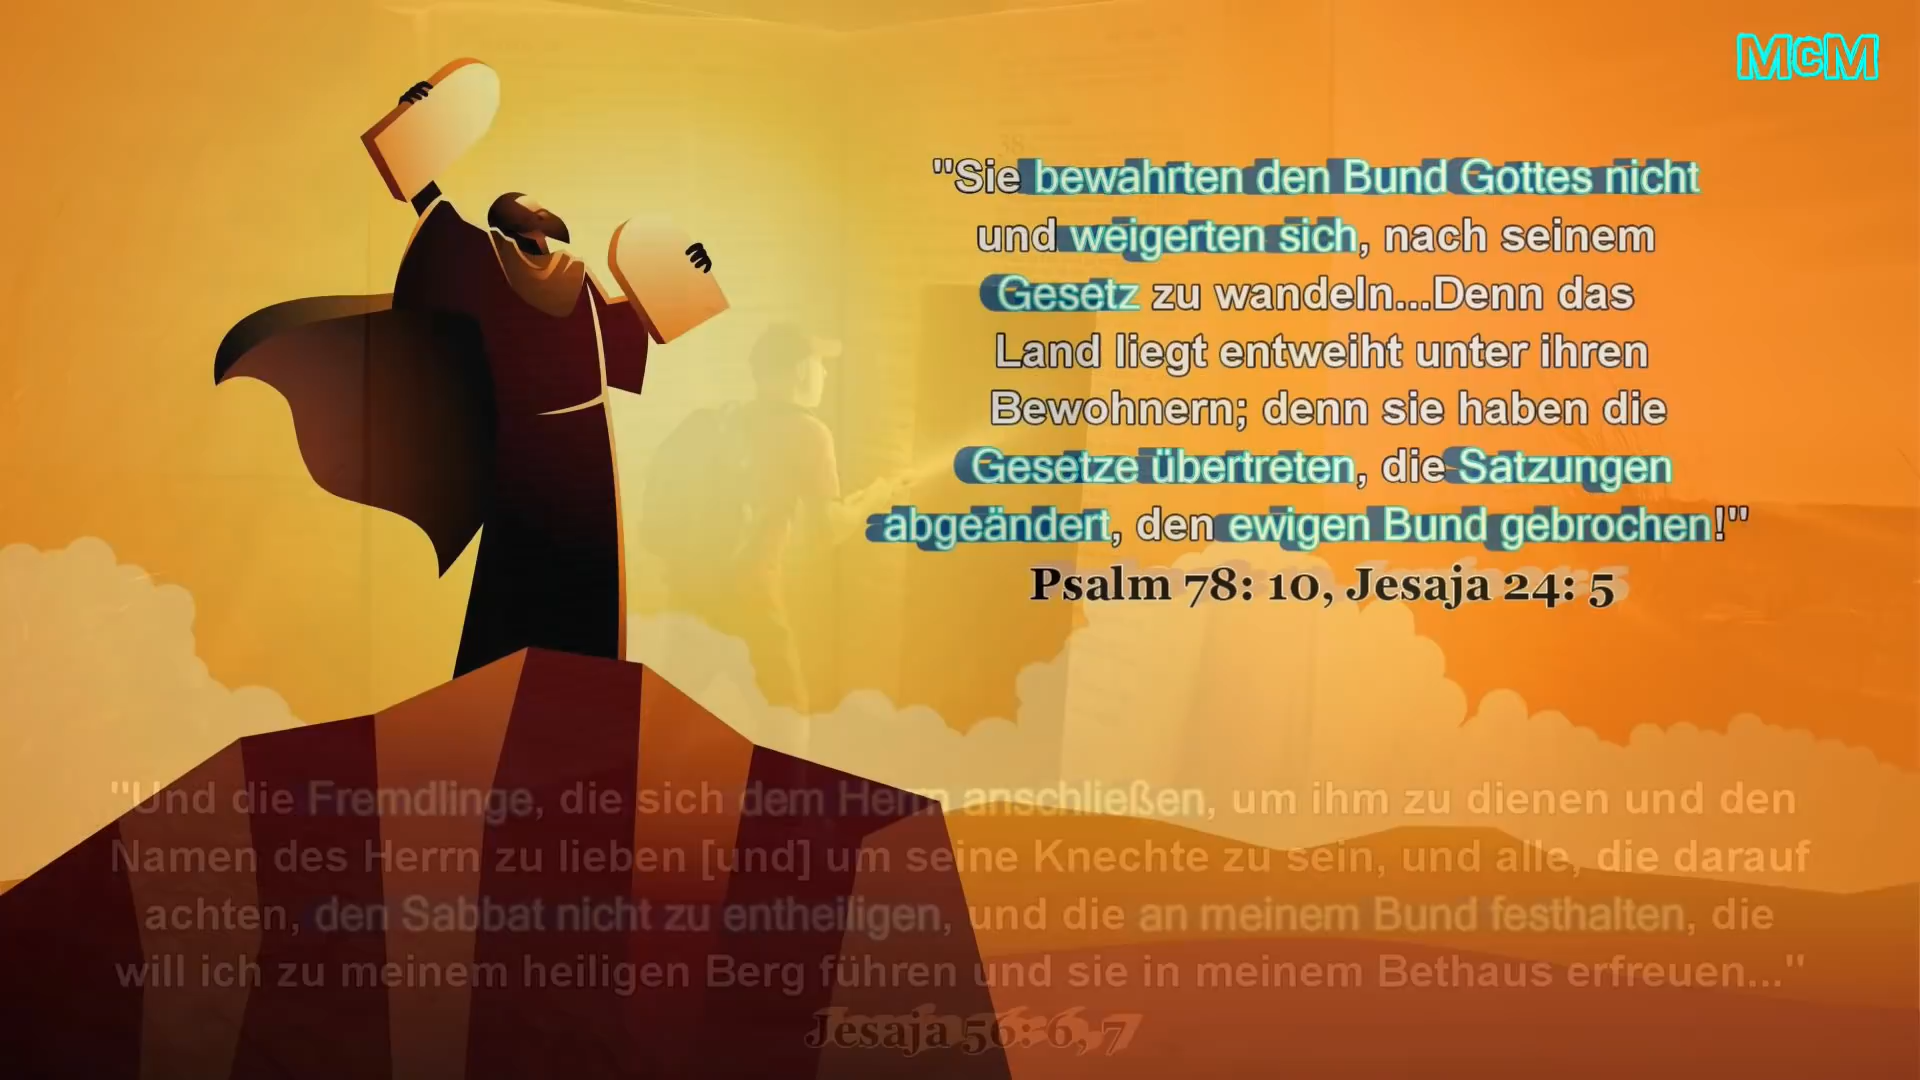 McM
"Sie bewahrten den Bund Gottes nicht
und weigerten sich, nach seinem
Gesetz zu wandeln...Denn das
Land liegt entweiht unter ihren
Bewohnern; denn sie haben die
Gesetze übertreten, die Satzungen
abgeändert, den ewigen Bund gebrochen!"
Psalm 78: 10, Jesaja 24: 5
"Und die Fremdlinge, die sich dem Herrn anschließen, um ihm zu dienen und den
Namen des Herrn zu lieben [und] um seine Knechte zu sein, und alle, die darauf
achten, den Sabbat nicht zu entheiligen, und die an meinem Bund festhalten, die
will ich zu meinem heiligen Berg führen und sie in meinem Bethaus erfreuen..."
Jesaja 56: 6, 7